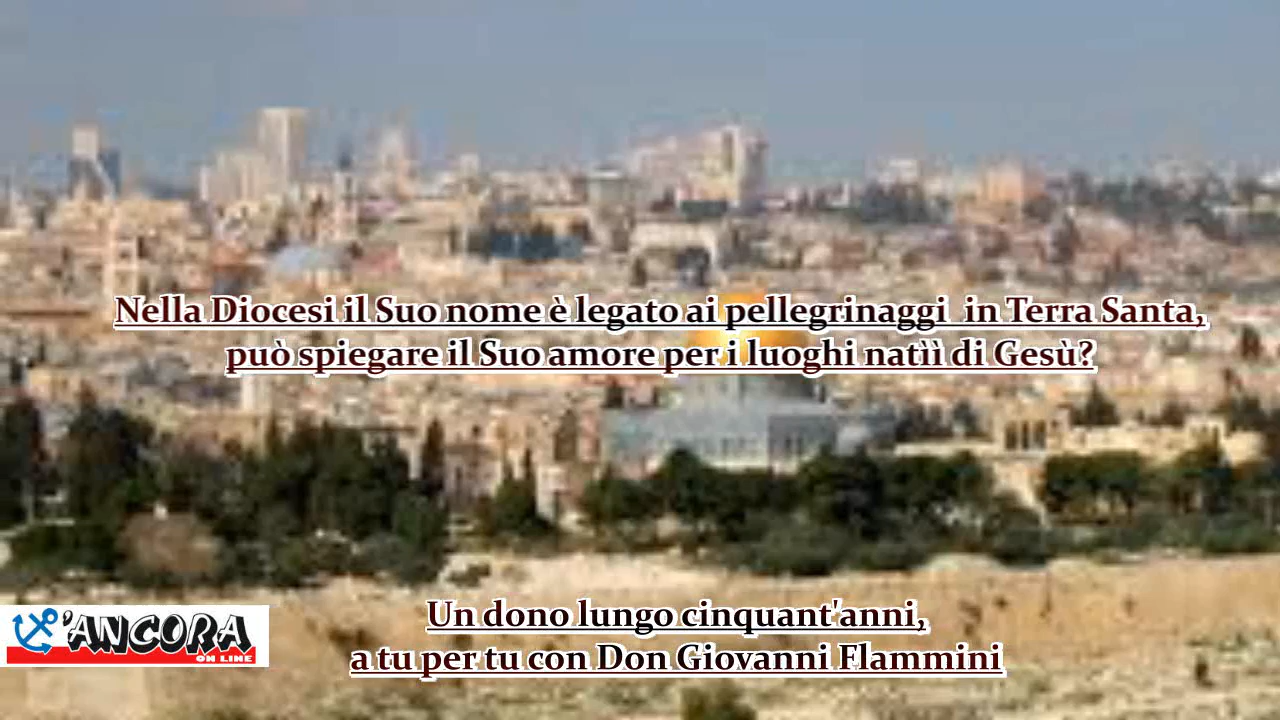 Nella Diocesi il Suo nome è legato ai pellegrinaggi  in Terra Santa,
può spiegare il Suo amore per i luoghi natìì di Gesù?
Un dono lungo cinquant'anni,
a tu per tu con Don Giovanni Flammini
L'ANCORA
ON LINE